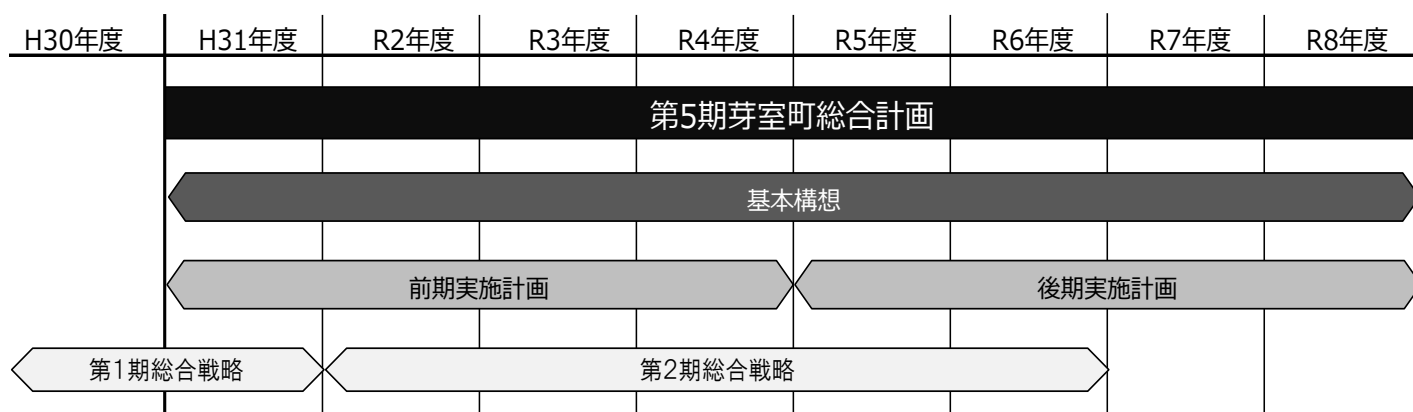 H30年度 H31年度 R2年度 R3年度 R4年度 R5年度 R6年度 R7年度 R8年度
第5期芽室町総合計画
基本構想
前期実施計画 後期実施計画
第1期総合戦略 第2期総合戦略